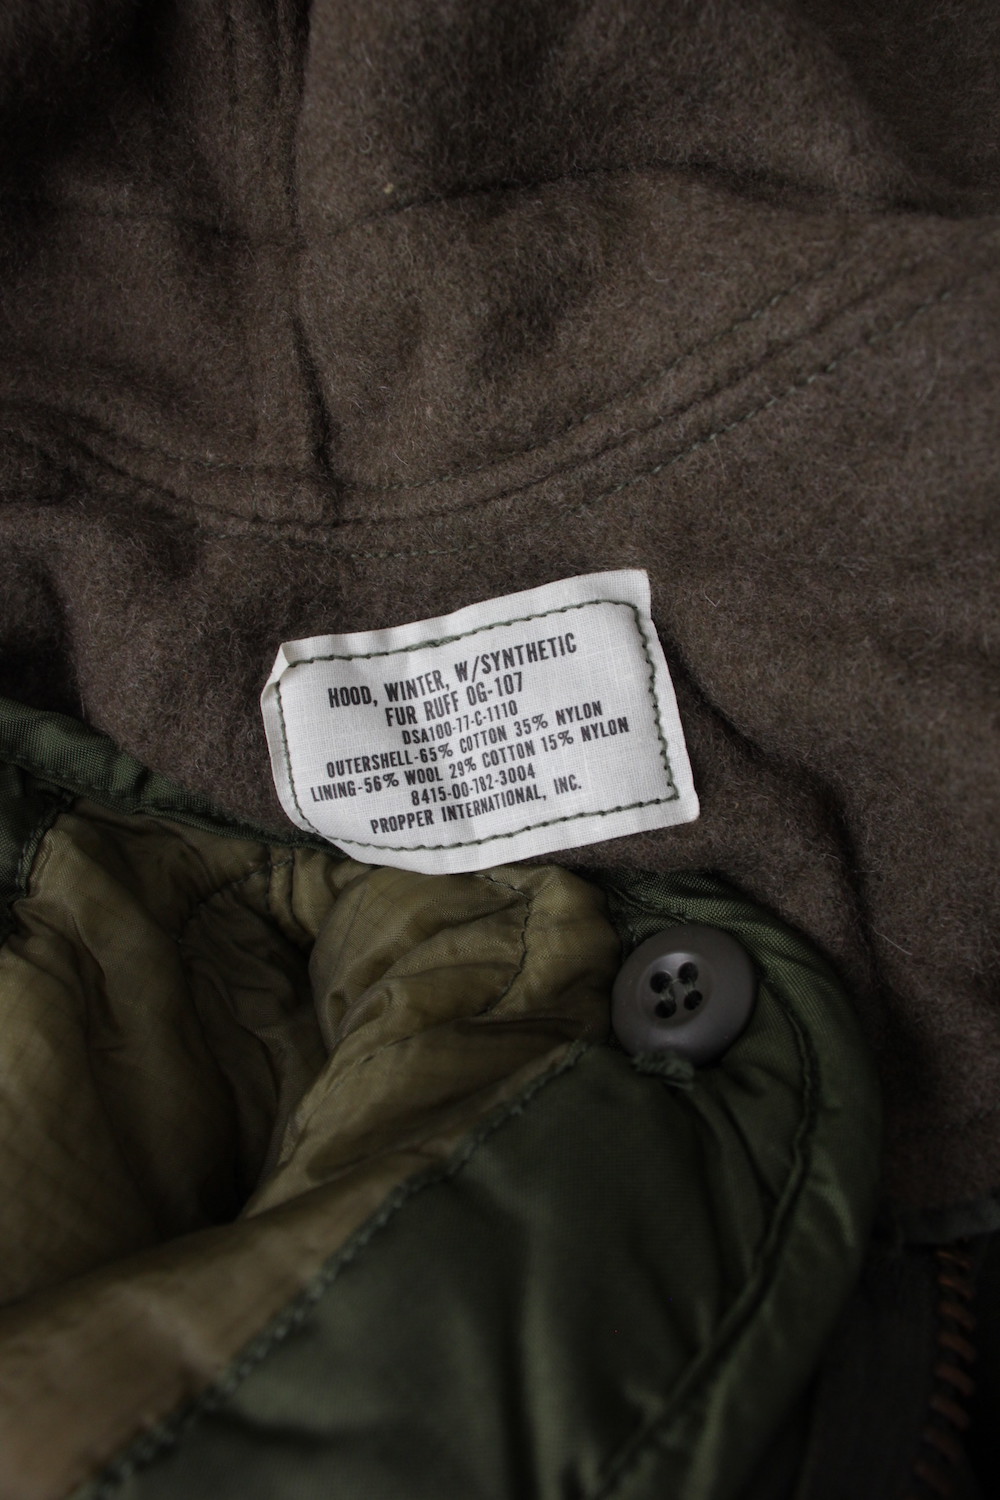 HOOD, WINTER, W/SYNTHETIC
FUR RUFF OG-107
DSA100-77-C-1110
OUTERSHELL-65% COTTON 35% NYLON
LINING-56% WOOL 29% COTTON 15% NYLON
8415-00-782-3004
PROPPER INTERNATIONAL, INC.